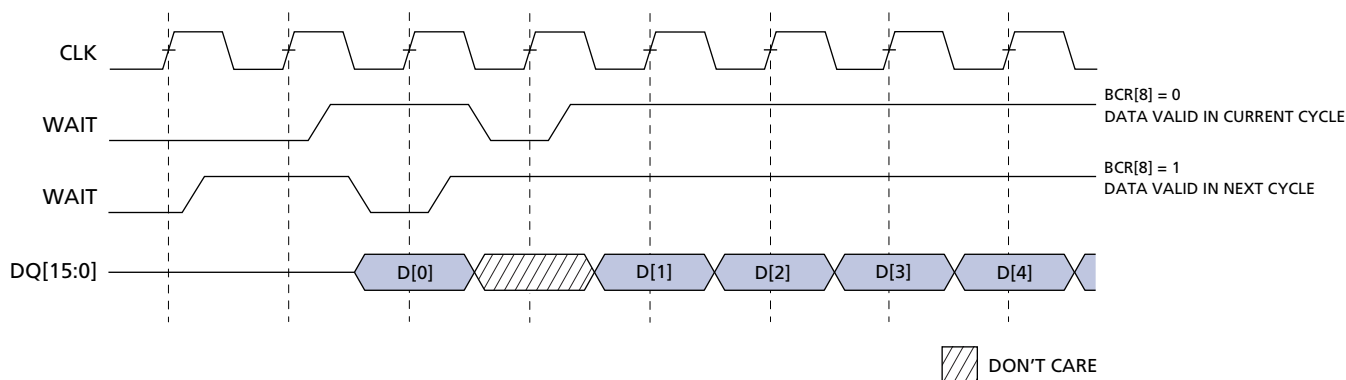 CLK
WAIT
BCR[8] = 0
DATA VALID IN CURRENT CYCLE
WAIT
BCR[8] = 1
DATA VALID IN NEXT CYCLE
DQ[15:0]
D[0]
D[1]
D[2]
D[3]
D[4]
DON'T CARE